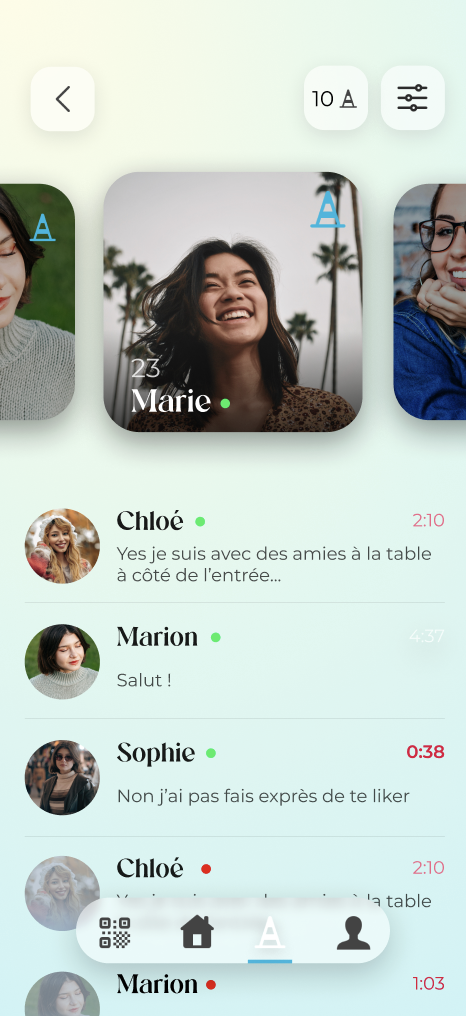 10
23
Marie
Chloé
2:10
Yes je suis avec des amies à la table
à côté de l'entrée...
Marion
4:37
Salut !
Sophie
0:38
Non j'ai pas fais exprès de te liker
Chloé
2:10
la table
Marion
1:03